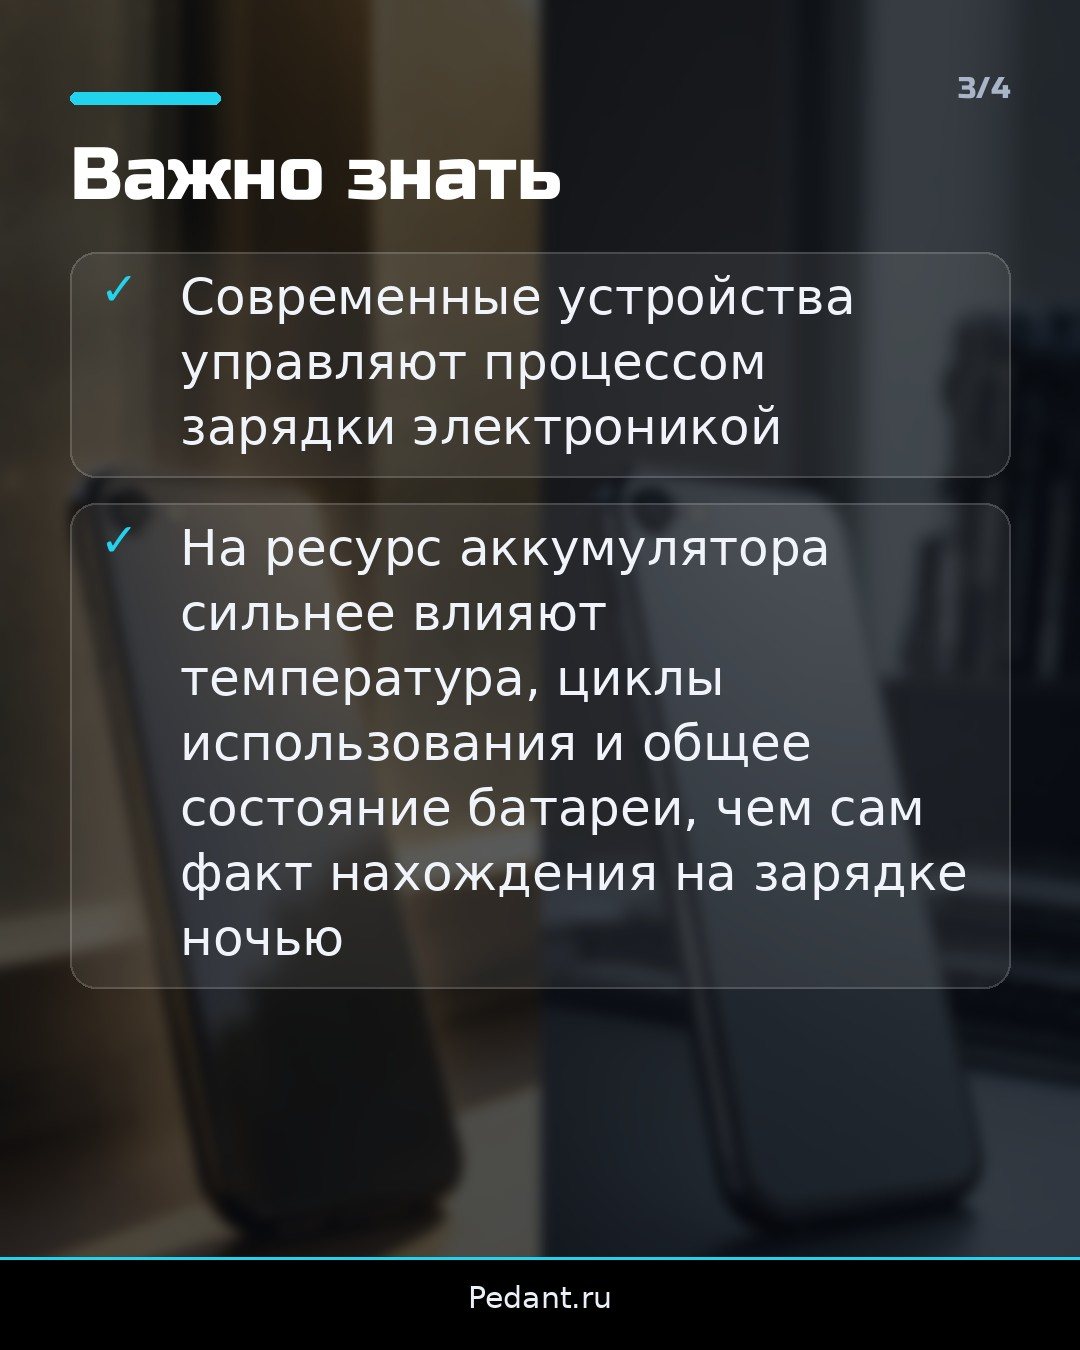 3/4
Важно знать
✓ Современные устройства
управляют процессом
зарядки электроникой
✓ На ресурс аккумулятора
сильнее влияют
температура, циклы
использования и общее
состояние батареи, чем сам
факт нахождения на зарядке
ночью
Pedant.ru